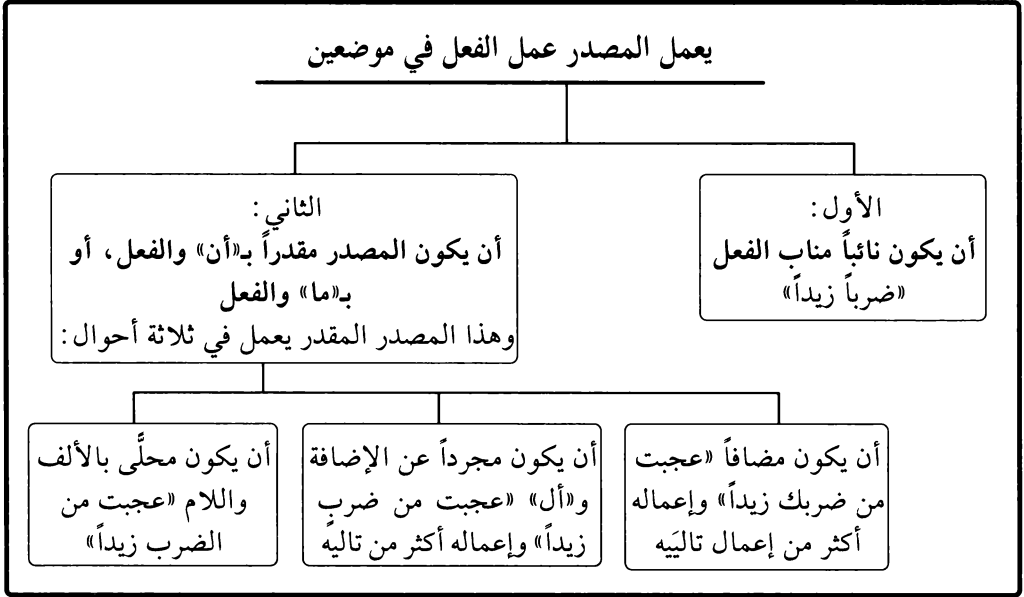 يعمل المصدر عمل الفعل في موضعين
الأول:
أن يكون نائباً مناب الفعل
«ضرباً زيداً»
الثاني:
أن يكون المصدر مقدراً بـ«أن» والفعل، أو
بـ«ما» والفعل
وهذا المصدر المقدر يعمل في ثلاثة أحوال:
أن يكون مضافاً «عجبت
من ضربك زيداً» وإعماله
أكثر من إعمال تاليَيه
أن يكون مجرداً عن الإضافة
و«أل» «عجبت من ضربٍ
زيداً» وإعماله أكثر من تاليه
أن يكون محلَّى بالألف
واللام «عجبت من
الضرب زيداً»